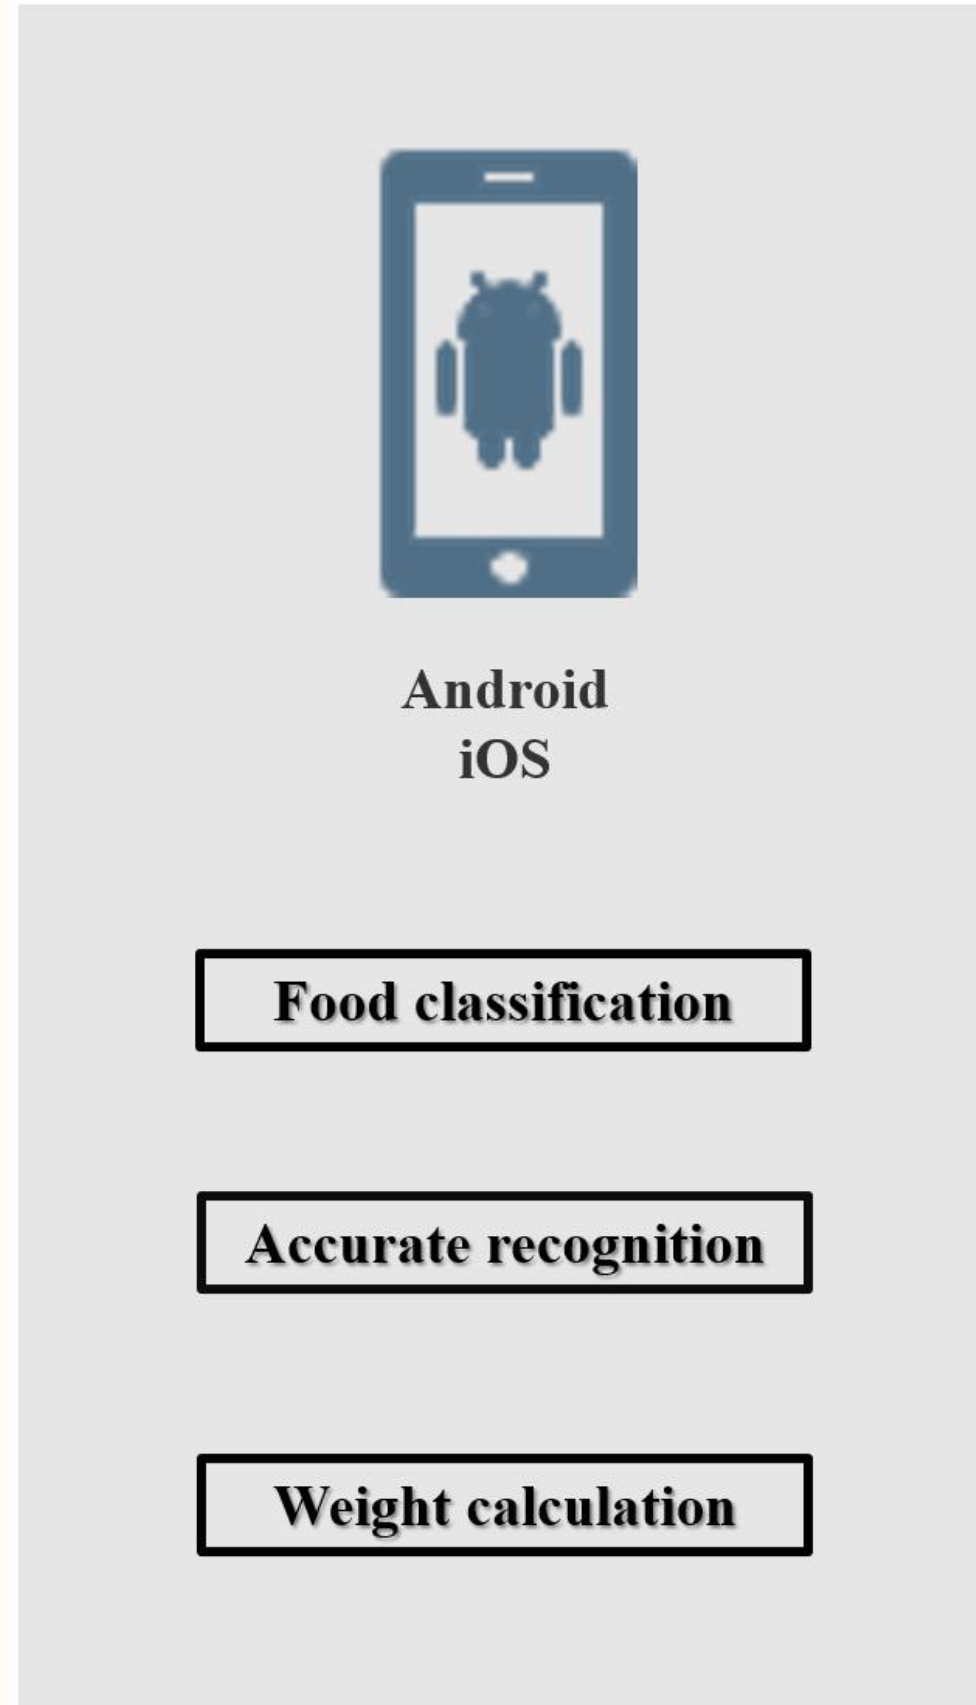 Android
iOS
Food classification
Accurate recognition
Weight calculation